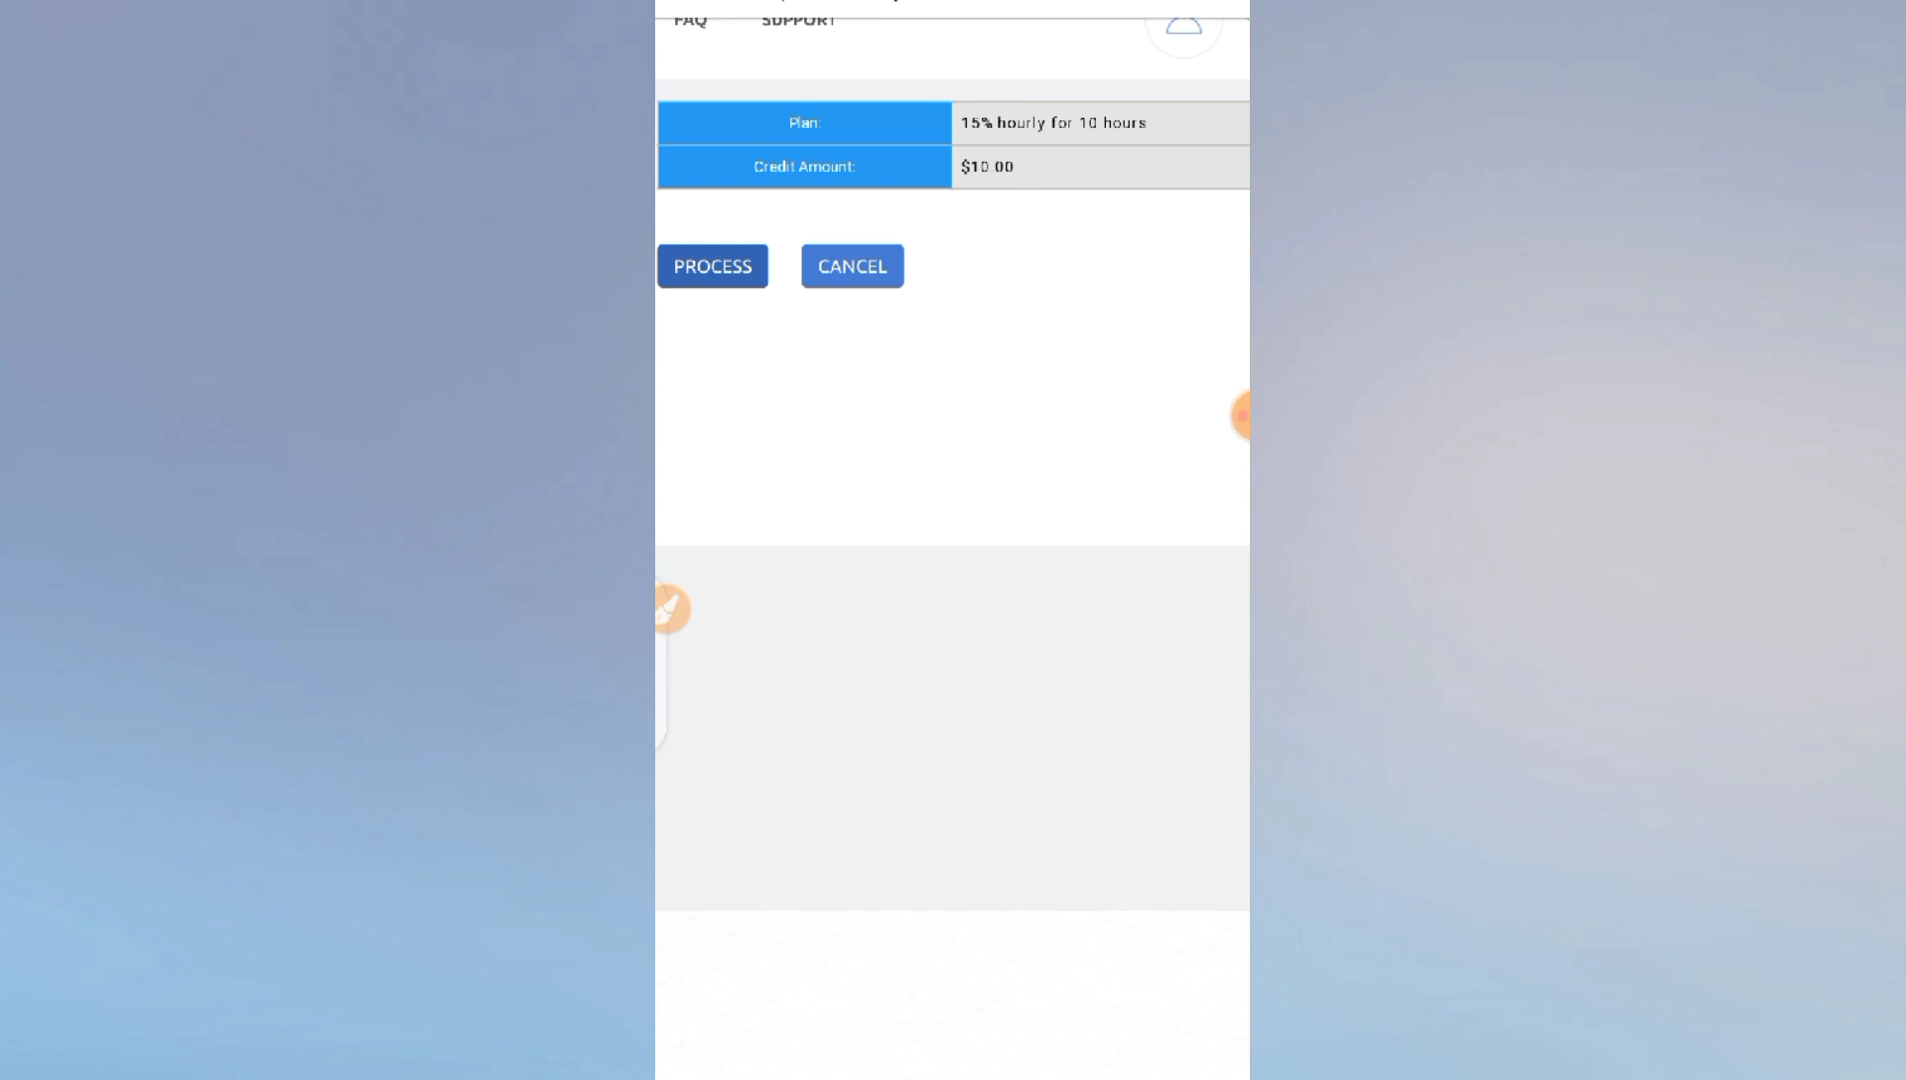 FAQ SUPPORT
Plan: 15% hourly for 10 hours
Credit Amount: $10.00
PROCESS CANCEL